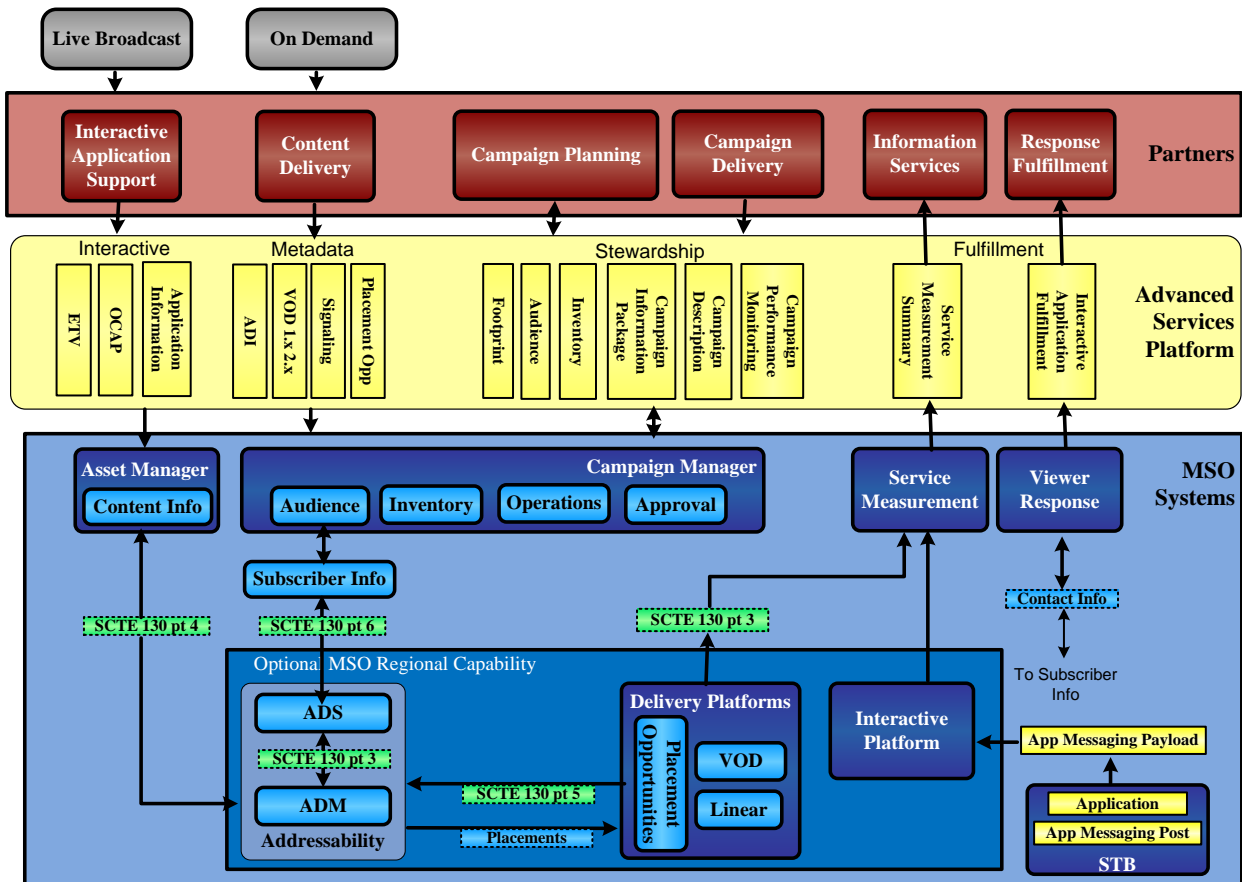 Live Broadcast
On Demand
Interactive
Application
Support
Content
Delivery
Campaign Planning
Campaign
Delivery
Information
Services
Response
Fulfillment
Partners
Interactive
Metadata
Stewardship
Fulfillment
ETV
OCAP
Application
Information
ADI
VOD 1.x 2.x
Signaling
Placement Opp
Footprint
Audience
Inventory
Campaign
Information
Package
Campaign
Description
Campaign
Performance
Monitoring
Service
Measurement
Summary
Interactive
Application
Fulfillment
Advanced
Services
Platform
Asset Manager
Content Info
Campaign Manager
Audience
Inventory
Operations
Approval
Service
Measurement
Viewer
Response
MSO
Systems
Subscriber Info
Contact Info
SCTE 130 pt 4
SCTE 130 pt 6
SCTE 130 pt 3
To Subscriber
Info
Optional MSO Regional Capability
ADS
SCTE 130 pt 3
ADM
Addressability
SCTE 130 pt 5
Placements
Delivery Platforms
Placement
Opportunities
VOD
Linear
Interactive
Platform
App Messaging Payload
Application
App Messaging Post
STB